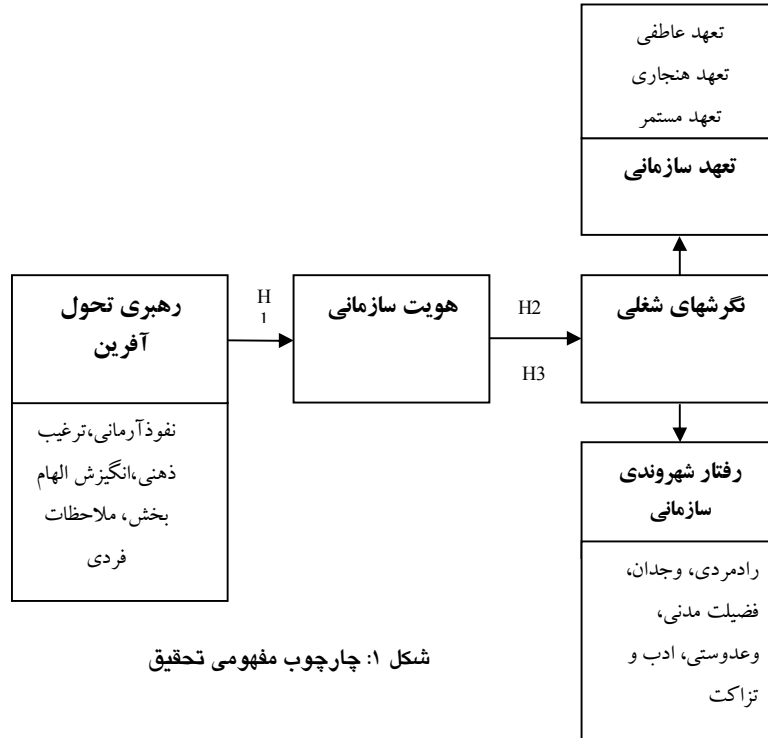 تعهد عاطفی
تعهد هنجاری
تعهد مستمر
تعهد سازمانی
رهبری تحول
آفرین
نفوذآرمانی،ترغیب
ذهنی،انگیزش الهام
بخش، ملاحظات
فردی
H
1
هویت سازمانی
H2
H3
نگرشهای شغلی
رفتار شهروندی
سازمانی
رادمردی، وجدان،
فضیلت مدنی،
وعدوستی، ادب و
تزاکت
شکل ۱: چارچوب مفهومی تحقیق